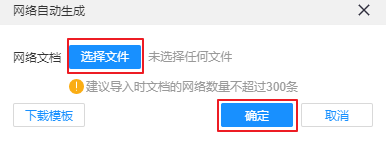 网络自动生成
网络文档 选择文件 未选择任何文件
建议导入时文档的网络数量不超过300条
下载模板 确定 取消